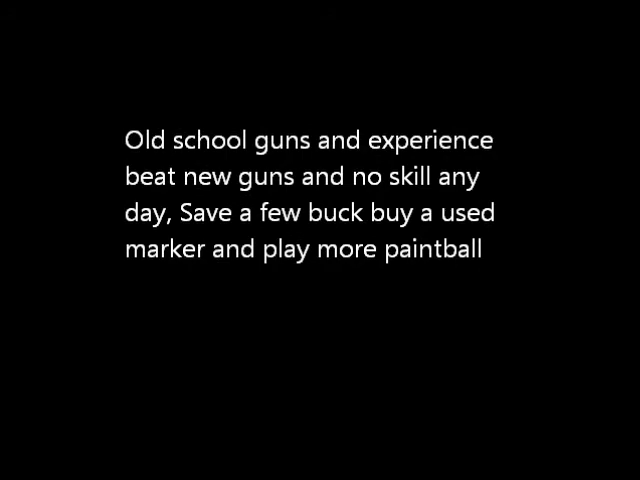 Old school guns and experience
beat new guns and no skill any
day, Save a few buck buy a used
marker and play more paintball